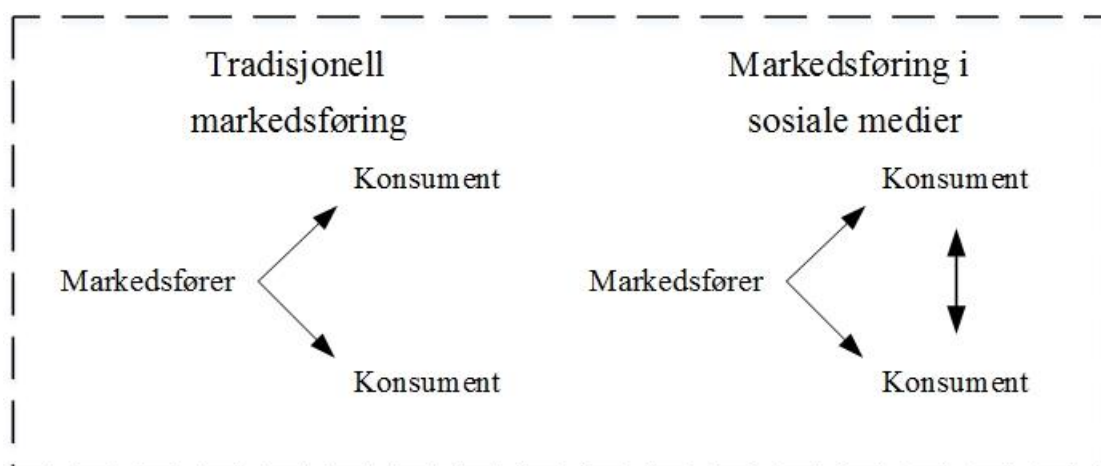 Tradisjonell
markedsføring
Konsument
Markedsfører
Konsument
Markedsføring i
sosiale medier
Konsument
Markedsfører
Konsument